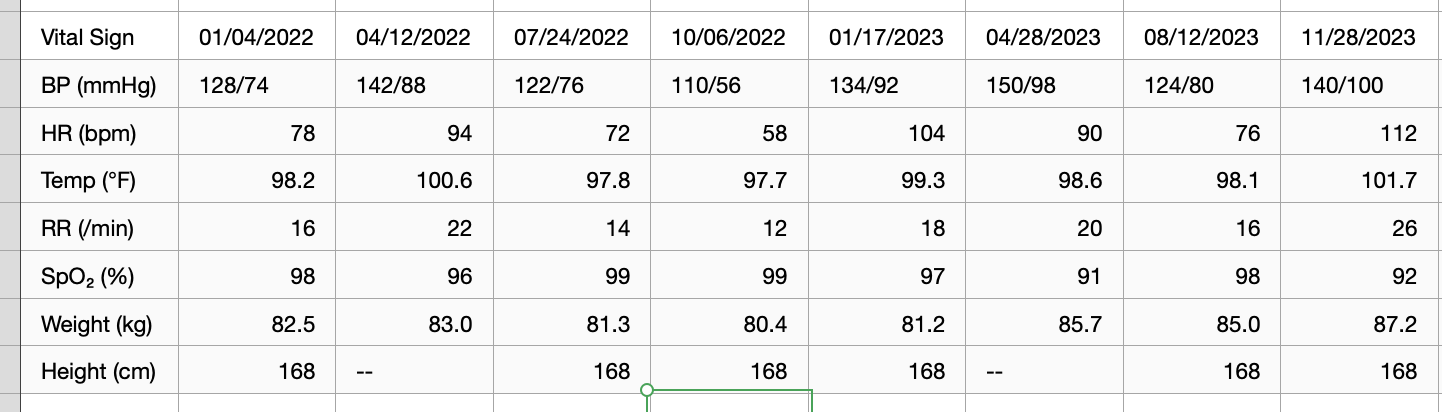 Vital Sign 01/04/2022 04/12/2022 07/24/2022 10/06/2022 01/17/2023 04/28/2023 08/12/2023 11/28/2023
BP (mmHg) 128/74 142/88 122/76 110/56 134/92 150/98 124/80 140/100
HR (bpm) 78 94 72 58 104 90 76 112
Temp (°F) 98.2 100.6 97.8 97.7 99.3 98.6 98.1 101.7
RR (/min) 16 22 14 12 18 20 16 26
SpO₂ (%) 98 96 99 99 97 91 98 92
Weight (kg) 82.5 83.0 81.3 80.4 81.2 85.7 85.0 87.2
Height (cm) 168 -- 168 168 168 -- 168 168